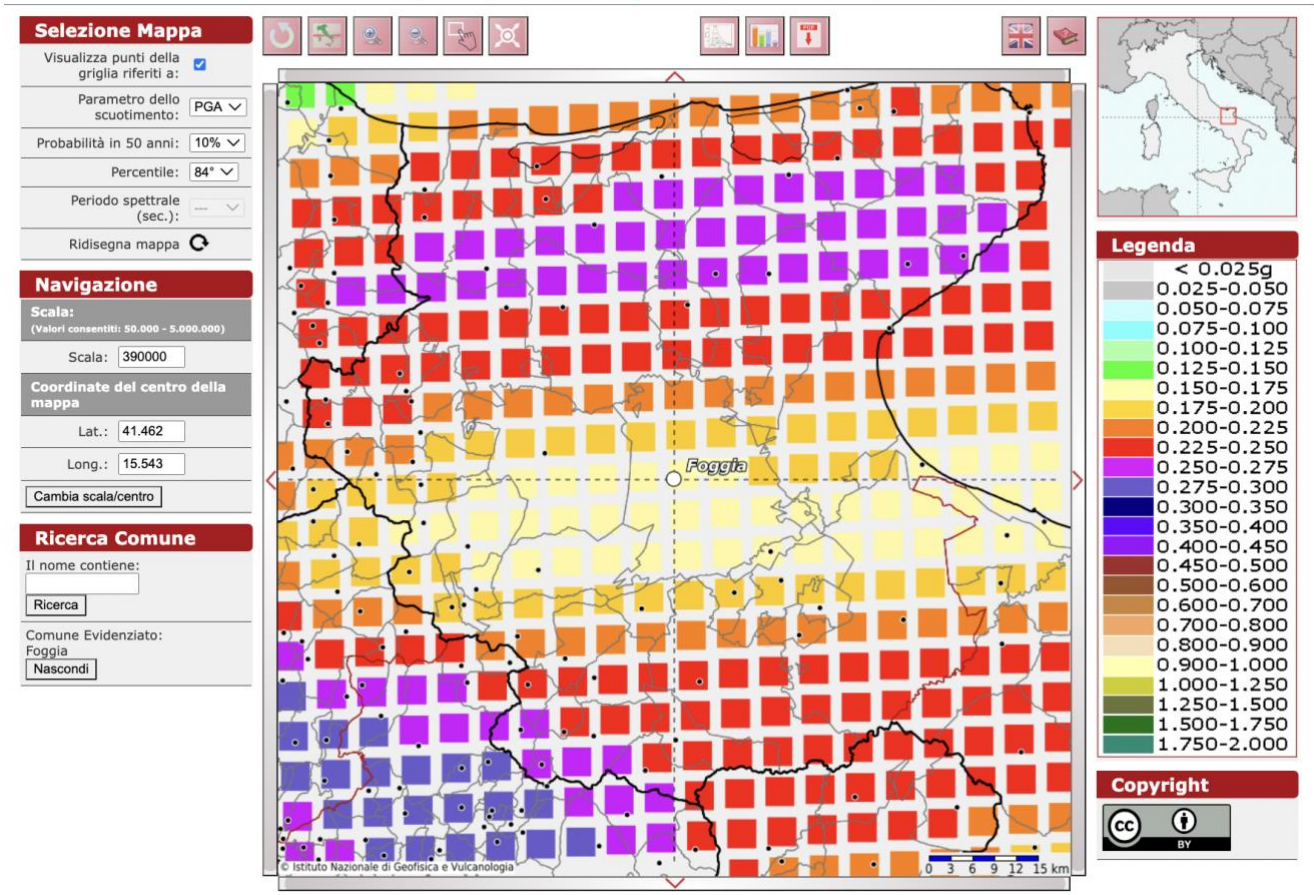 Selezione Mappa
Visualizza punti della
griglia riferiti a:
Parametro dello
scuotimento:
PGA
Probabilità in 50 anni:
10%
Percentile:
84°
Periodo spettrale
(sec.):
---
Ridisegna mappa
Navigazione
Scala:
(Valori consentiti: 50.000 - 5.000.000)
Scala:
390000
Coordinate del centro della
mappa
Lat.:
41.462
Long.:
15.543
Cambia scala/centro
Ricerca Comune
Il nome contiene:
Ricerca
Comune Evidenziato:
Foggia
Nascondi
PDF
Foggia
© Istituto Nazionale di Geofisica e Vulcanologia
0 3 6 9 12 15 km
Legenda
< 0.025g
0.025-0.050
0.050-0.075
0.075-0.100
0.100-0.125
0.125-0.150
0.150-0.175
0.175-0.200
0.200-0.225
0.225-0.250
0.250-0.275
0.275-0.300
0.300-0.350
0.350-0.400
0.400-0.450
0.450-0.500
0.500-0.600
0.600-0.700
0.700-0.800
0.800-0.900
0.900-1.000
1.000-1.250
1.250-1.500
1.500-1.750
1.750-2.000
Copyright
cc
BY